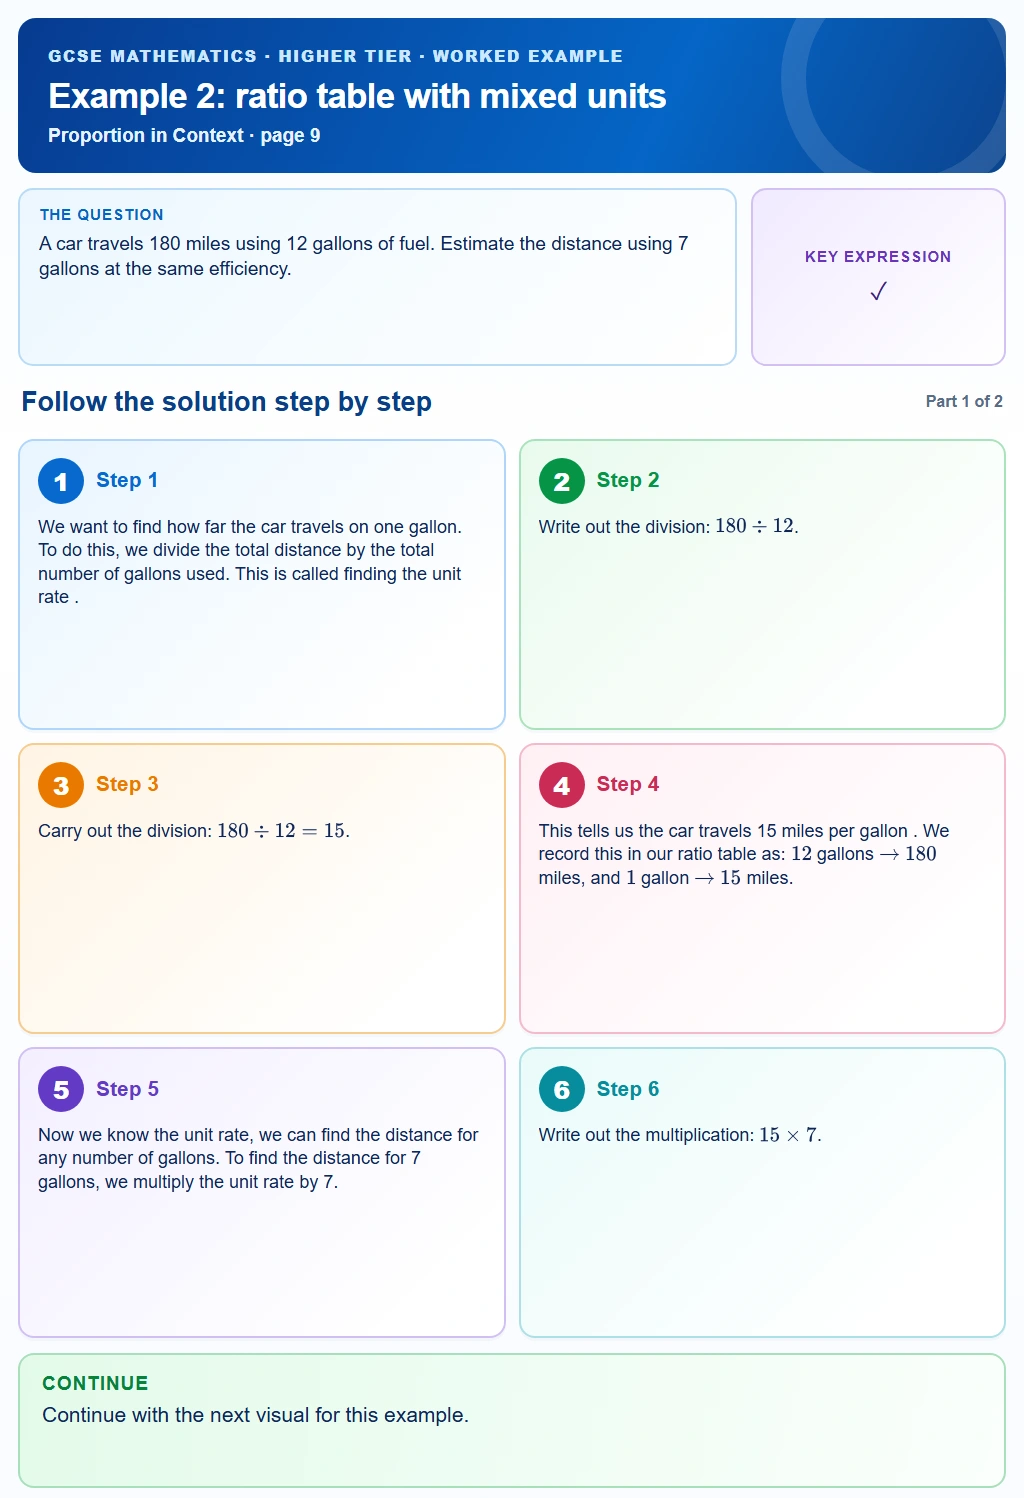 GCSE MATHEMATICS · HIGHER TIER · WORKED EXAMPLE
Example 2: ratio table with mixed units
Proportion in Context · page 9
THE QUESTION
A car travels 180 miles using 12 gallons of fuel. Estimate the distance using 7
gallons at the same efficiency.
KEY EXPRESSION
✓
Follow the solution step by step
Part 1 of 2
1 Step 1
We want to find how far the car travels on one gallon.
To do this, we divide the total distance by the total
number of gallons used. This is called finding the unit
rate .
2 Step 2
Write out the division: 180 ÷ 12.
3 Step 3
Carry out the division: 180 ÷ 12 = 15.
4 Step 4
This tells us the car travels 15 miles per gallon . We
record this in our ratio table as: 12 gallons → 180
miles, and 1 gallon → 15 miles.
5 Step 5
Now we know the unit rate, we can find the distance for
any number of gallons. To find the distance for 7
gallons, we multiply the unit rate by 7.
6 Step 6
Write out the multiplication: 15 × 7.
CONTINUE
Continue with the next visual for this example.